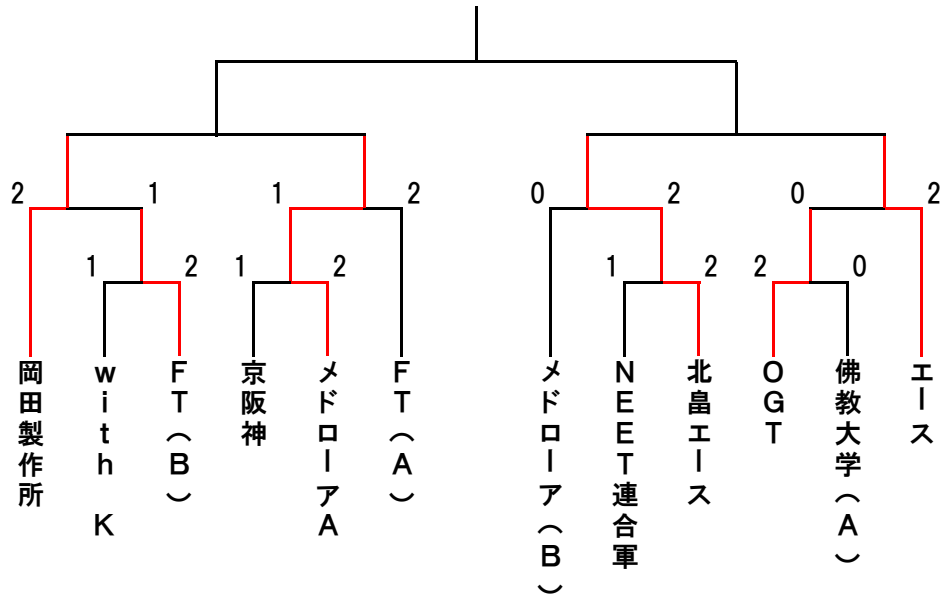 2 1 1 2 0 2 0 2
1 2 1 2 1 2 2 0
岡田製作所
ｗｉｔｈ Ｋ
ＦＴ（Ｂ）
京阪神
メドローアＡ
ＦＴ（Ａ）
メドローア（Ｂ）
ＮＥＥＴ連合軍
北畠エース
ＯＧＴ
佛教大学（Ａ）
エース